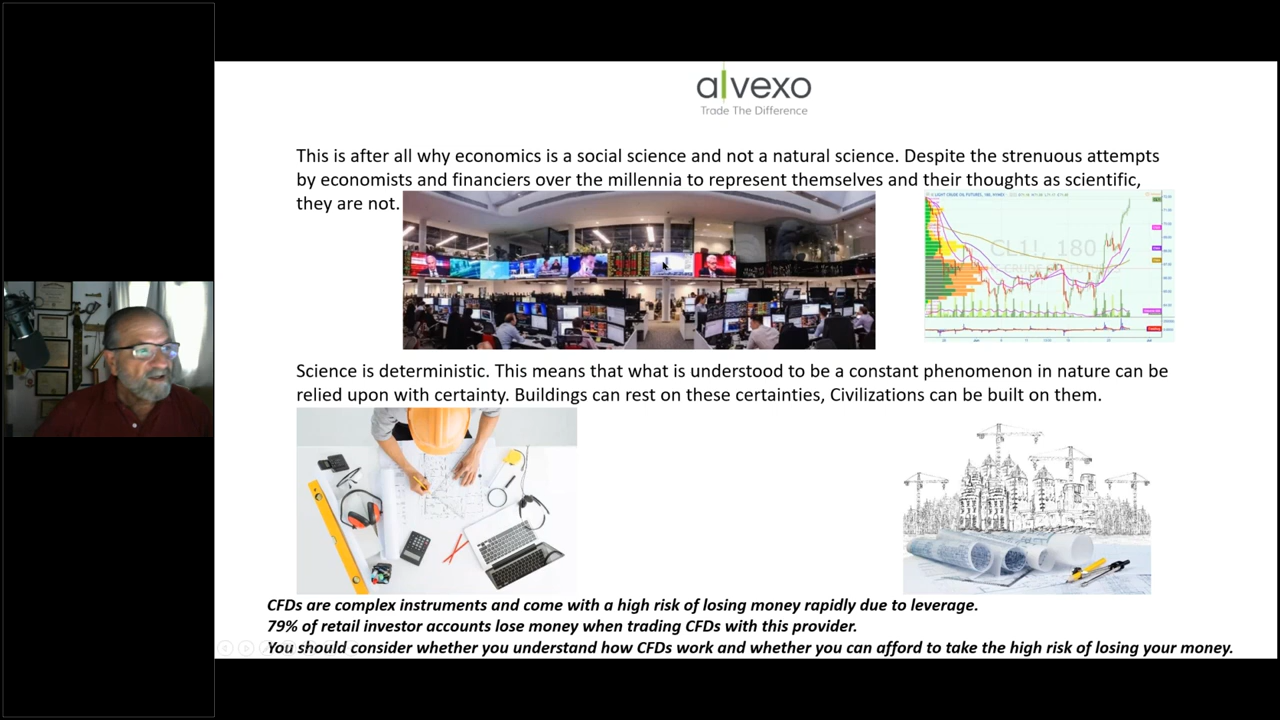 alvexo
Trade The Difference
This is after all why economics is a social science and not a natural science. Despite the strenuous attempts
by economists and financiers over the millennia to represent themselves and their thoughts as scientific,
they are not.
CL1!, 180
Science is deterministic. This means that what is understood to be a constant phenomenon in nature can be
relied upon with certainty. Buildings can rest on these certainties, Civilizations can be built on them.
CFDs are complex instruments and come with a high risk of losing money rapidly due to leverage.
79% of retail investor accounts lose money when trading CFDs with this provider.
You should consider whether you understand how CFDs work and whether you can afford to take the high risk of losing your money.